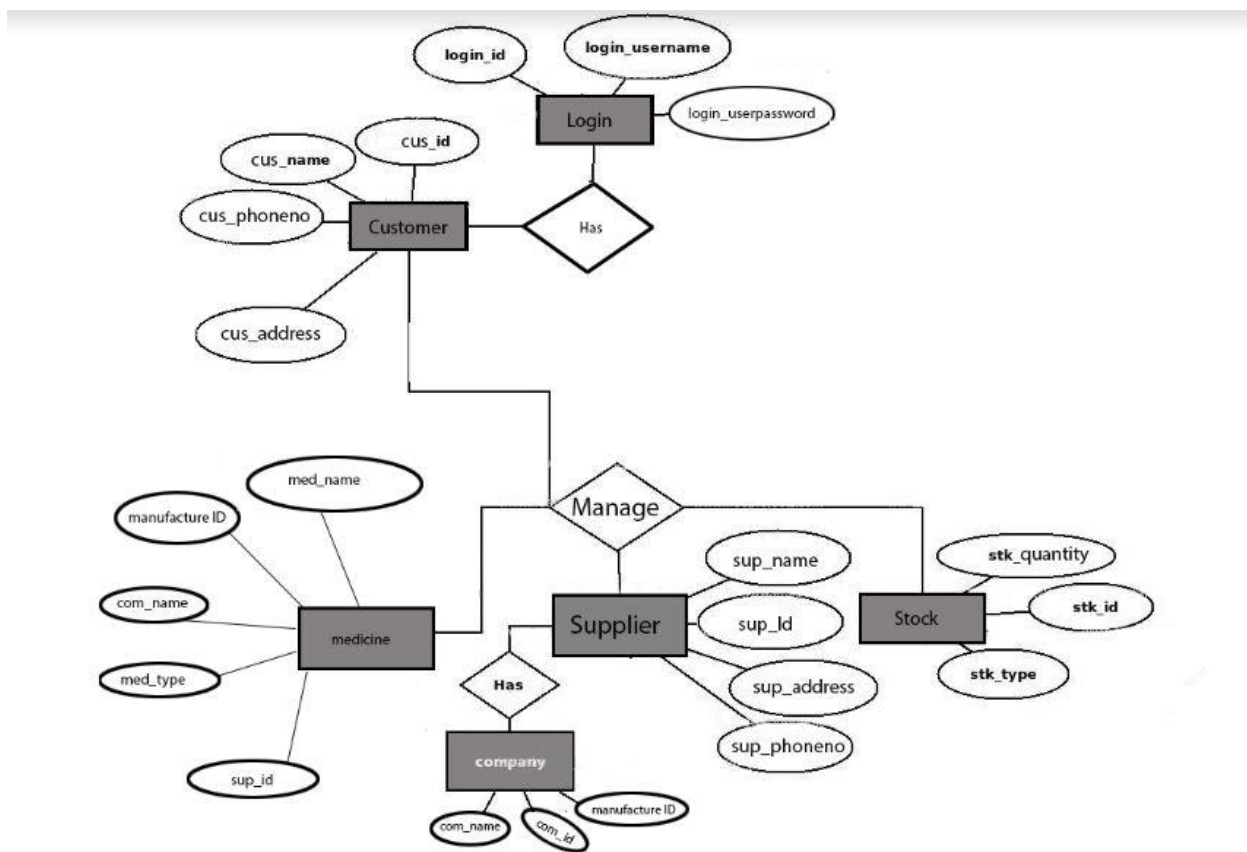 login_id
login_username
Login
login_userpassword
cus_name
cus_id
cus_phoneno
Customer
Has
cus_address
med_name
manufacture ID
Manage
com_name
medicine
med_type
sup_id
sup_name
Supplier
sup_Id
sup_address
sup_phoneno
stk_quantity
Stock
stk_id
stk_type
Has
company
com_name
com_id
manufacture ID